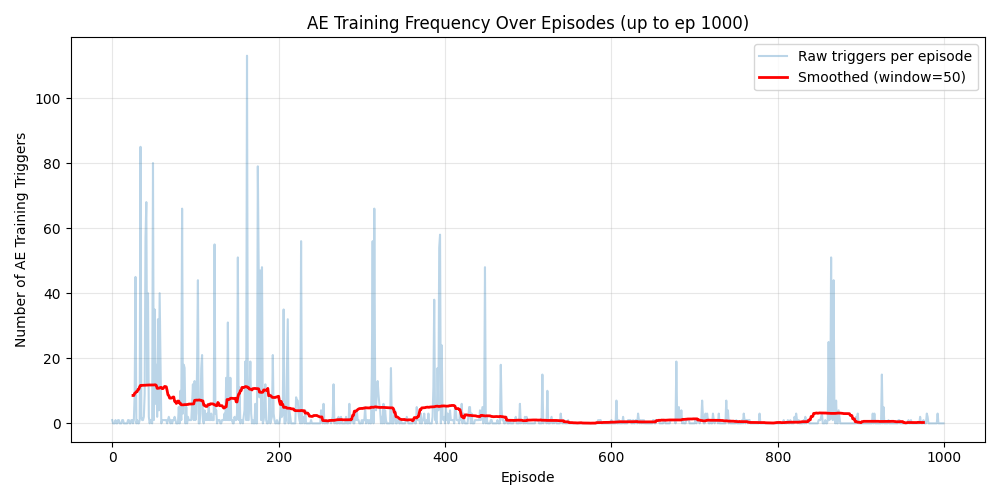 AE Training Frequency Over Episodes (up to ep 1000)
Raw triggers per episode
Smoothed (window=50)
Number of AE Training Triggers
100
80
60
40
20
0
0
200
400
600
800
1000
Episode